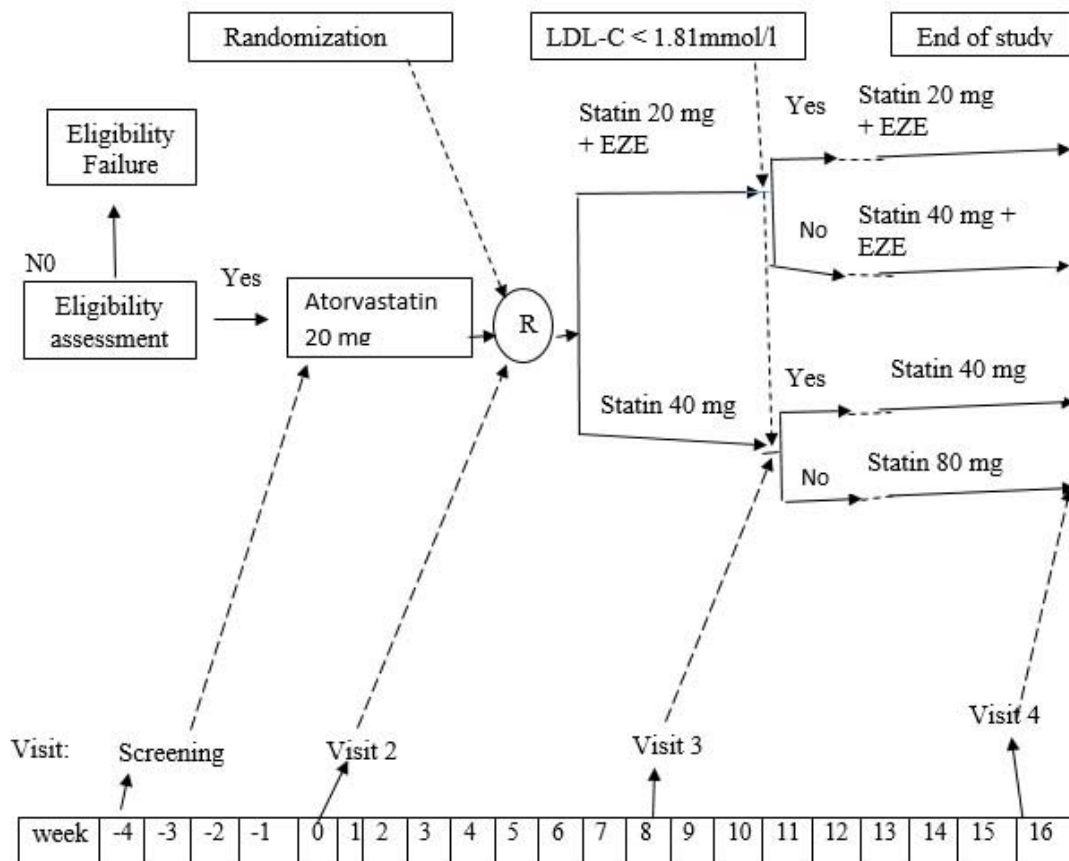 Randomization
LDL-C < 1.81mmol/l
End of study
Eligibility
Failure
Statin 20 mg
+ EZE
Yes
Statin 20 mg
+ EZE
No
Statin 40 mg +
EZE
N0
Yes
Eligibility
assessment
Atorvastatin
20 mg
R
Statin 40 mg
Yes
Statin 40 mg
No
Statin 80 mg
Visit:
Screening
Visit 2
Visit 3
Visit 4
week -4 -3 -2 -1 0 1 2 3 4 5 6 7 8 9 10 11 12 13 14 15 16